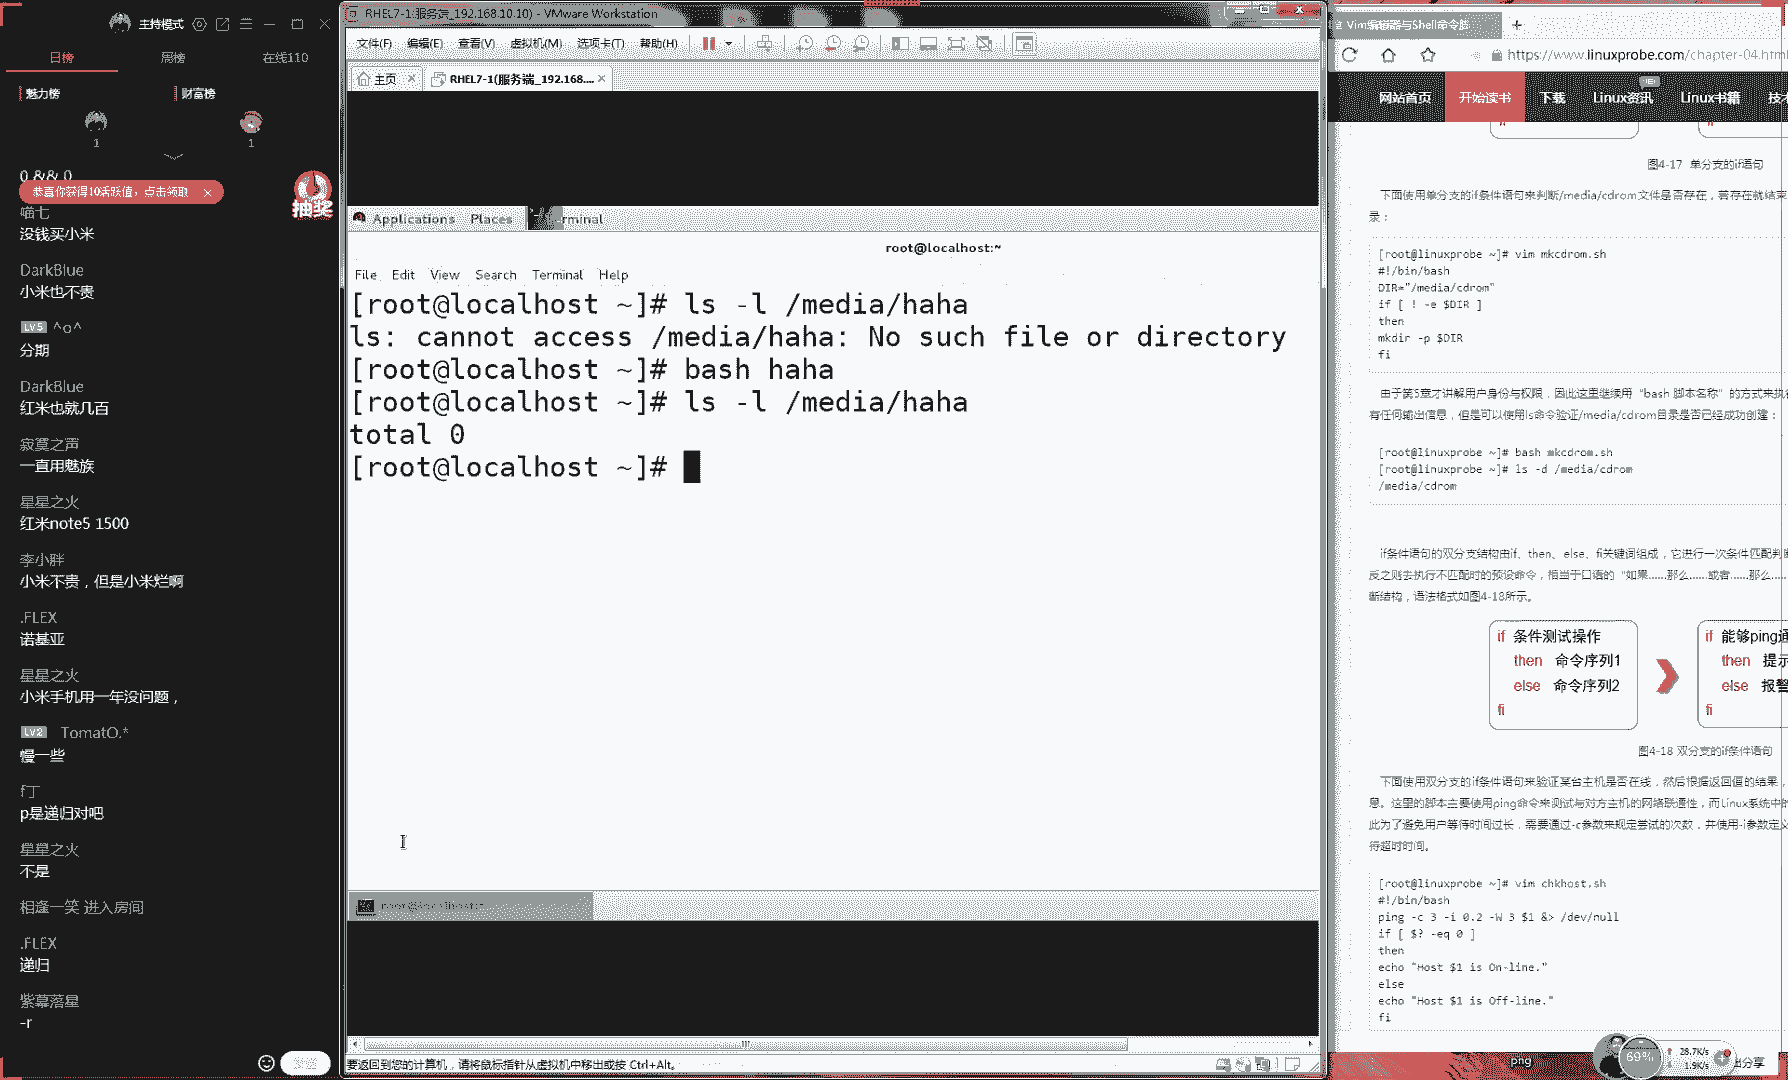 主持模式
日榜
周榜
在线110
魅力榜
财富榜
1
1
0 && 0
恭喜你获得10活跃值，点击领取
抽奖
喵七
没钱买小米
DarkBlue
小米也不贵
LV5 ^o^
分期
DarkBlue
红米也就几百
寂寞之声
一直用魅族
星星之火
红米note5 1500
李小胖
小米不贵，但是小米烂啊
.FLEX
诺基亚
星星之火
小米手机用一年没问题，
LV2 TomatO.*
慢一些
f丁
p是递归对吧
星星之火
不是
相逢一笑 进入房间
.FLEX
递归
紫幕落星
-r
RHEL7-1(服务端_192.168.10.10) - VMware Workstation
文件(F) 编辑(E) 查看(V) 虚拟机(M) 选项卡(T) 帮助(H)
主页
RHEL7-1(服务端_192.168....
Applications Places
root@localhost:~
File Edit View Search Terminal Help
[root@localhost ~]# ls -l /media/haha
ls: cannot access /media/haha: No such file or directory
[root@localhost ~]# bash haha
[root@localhost ~]# ls -l /media/haha
total 0
[root@localhost ~]#
要返回到您的计算机，请将鼠标指针从虚拟机中移出或按 Ctrl+Alt。
Vim编辑器与Shell命令脚
https://www.linuxprobe.com/chapter-04.html
网站首页
开始读书
下载
Linux资讯
Linux书籍
图4-17 单分支的if语句
下面使用单分支的if条件语句来判断/media/cdrom文件是否存在，若存在就结束
录：
[root@linuxprobe ~]# vim mkcdrom.sh
#!/bin/bash
DIR="/media/cdrom"
if [ ! -e $DIR ]
then
mkdir -p $DIR
fi
由于第5章才讲解用户身份与权限，因此这里继续用“bash 脚本名称”的方式来执
有任何输出信息，但是可以使用ls命令验证/media/cdrom目录是否已经成功创建：
[root@linuxprobe ~]# bash mkcdrom.sh
[root@linuxprobe ~]# ls -d /media/cdrom
/media/cdrom
if条件语句的双分支结构由if、then、else、fi关键词组成，它进行一次条件匹配判
反之则去执行不匹配时的预设命令，相当于口语的“如果……那么……或者……那么……
断结构，语法格式如图4-18所示。
if 条件测试操作
then 命令序列1
else 命令序列2
fi
if 能够ping通
then 提示
else 报警
fi
图4-18 双分支的if条件语句
下面使用双分支的if条件语句来验证某台主机是否在线，然后根据返回值的结果，
息。这里的脚本主要使用ping命令来测试与对方主机的网络联通性，而Linux系统中的
此为了避免用户等待时间过长，需要通过-c参数来规定尝试的次数，并使用-i参数定义
待超时时间。
[root@linuxprobe ~]# vim chkhost.sh
#!/bin/bash
ping -c 3 -i 0.2 -W 3 $1 &> /dev/null
if [ $? -eq 0 ]
then
echo "Host $1 is On-line."
else
echo "Host $1 is Off-line."
fi
png
69%
28.7K/s
1.9K/s